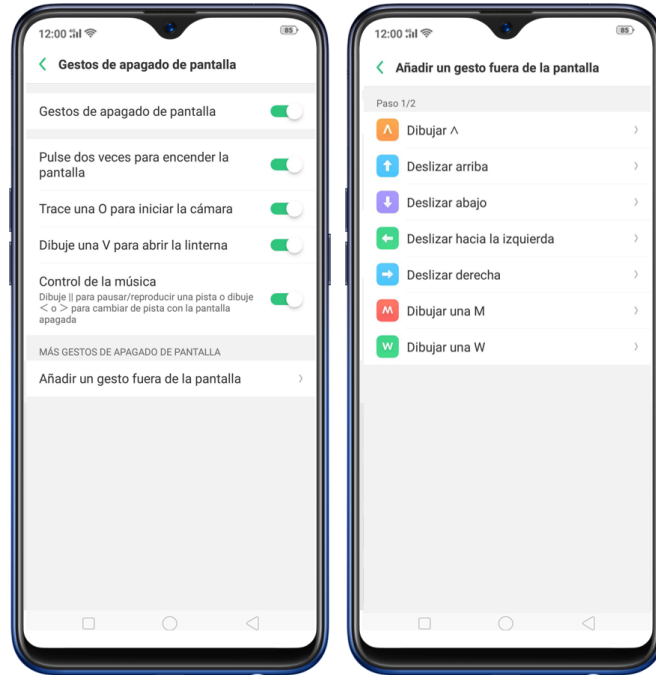 12:00
85
Gestos de apagado de pantalla
Gestos de apagado de pantalla
Pulse dos veces para encender la
pantalla
Trace una O para iniciar la cámara
Dibuje una V para abrir la linterna
Control de la música
Dibuje || para pausar/reproducir una pista o dibuje
< o > para cambiar de pista con la pantalla
apagada
MÁS GESTOS DE APAGADO DE PANTALLA
Añadir un gesto fuera de la pantalla
12:00
85
Añadir un gesto fuera de la pantalla
Paso 1/2
Dibujar ∧
Deslizar arriba
Deslizar abajo
Deslizar hacia la izquierda
Deslizar derecha
M Dibujar una M
W Dibujar una W